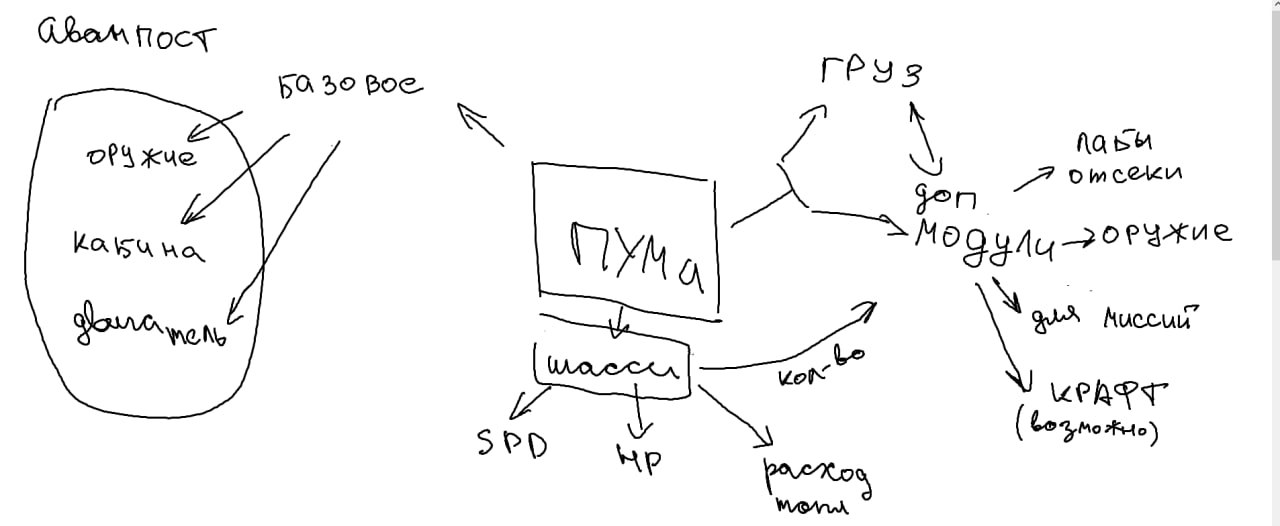 Авампост
БАЗОВОЕ
ОРУЖИЕ
КАБИНА
двигатель
ПУМА
шасси
SPD
HP
расход
топл
кол-во
ГРУЗ
доп
модули
ЛАБЫ
ОТСЕКИ
ОРУЖИЕ
для миссий
КРАФТ
(возможно)